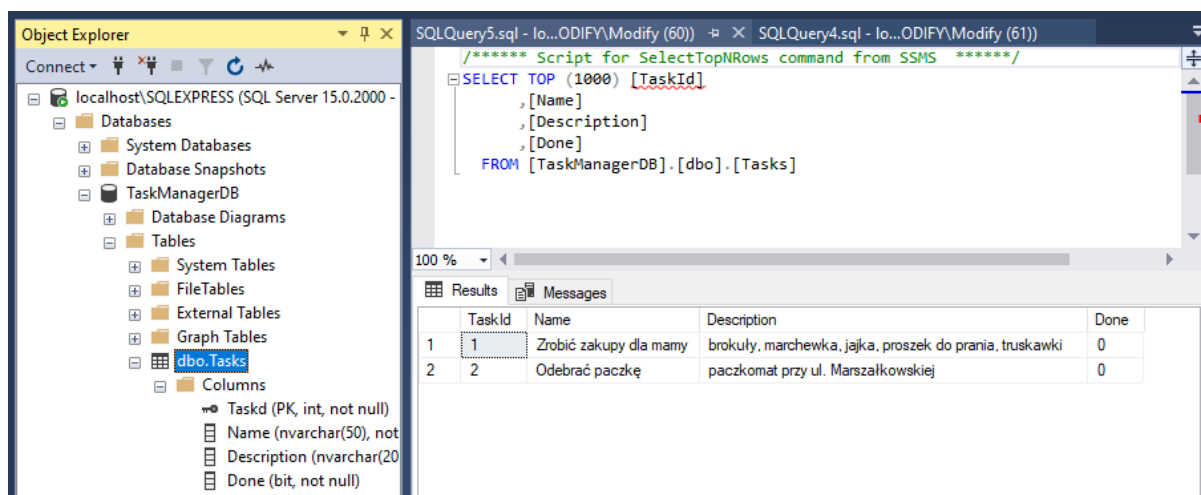 Object Explorer
Connect
localhost\SQLEXPRESS (SQL Server 15.0.2000 -
Databases
System Databases
Database Snapshots
TaskManagerDB
Database Diagrams
Tables
System Tables
FileTables
External Tables
Graph Tables
dbo.Tasks
Columns
Taskd (PK, int, not null)
Name (nvarchar(50), not
Description (nvarchar(20
Done (bit, not null)
SQLQuery5.sql - lo...ODIFY\Modify (60)) SQLQuery4.sql - lo...ODIFY\Modify (61))
/****** Script for SelectTopNRows command from SSMS ******/
SELECT TOP (1000) [TaskId]
,[Name]
,[Description]
,[Done]
FROM [TaskManagerDB].[dbo].[Tasks]
100 %
Results Messages
TaskId Name Description Done
1 1 Zrobić zakupy dla mamy brokuły, marchewka, jajka, proszek do prania, truskawki 0
2 2 Odebrać paczkę paczkomat przy ul. Marszałkowskiej 0